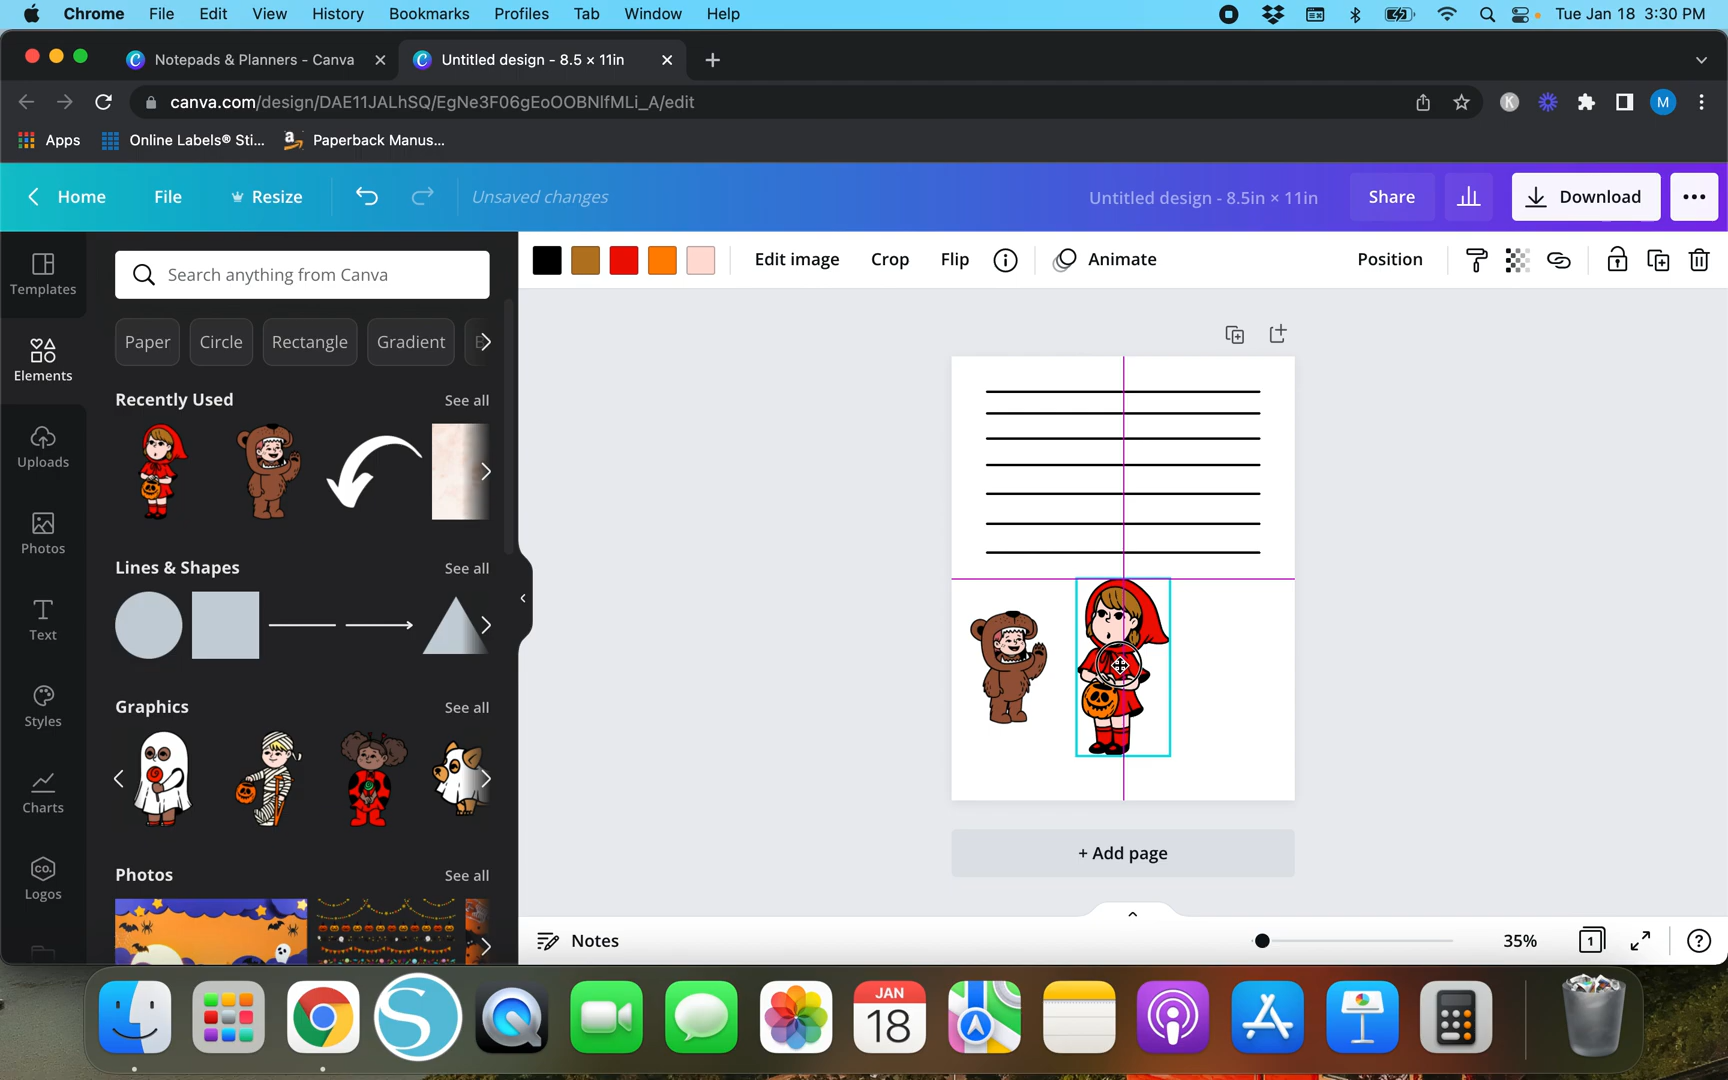 Chrome File Edit View History Bookmarks Profiles Tab Window Help Tue Jan 18 3:30 PM
Notepads & Planners - Canva Untitled design - 8.5 × 11in
canva.com/design/DAE11JALhSQ/EgNe3F06gEoOOBNlfMLi_A/edit K M
Apps Online Labels® Sti... a Paperback Manus...
Home File Resize Unsaved changes Untitled design - 8.5in × 11in Share Download
Search anything from Canva Edit image Crop Flip Animate Position
Templates
Paper Circle Rectangle Gradient
Elements
Recently Used See all
Uploads
Photos
Lines & Shapes See all
Text
Styles
Graphics See all
Charts
+ Add page
co.
Logos
Photos See all
Notes 35% 1 ?
JAN
18